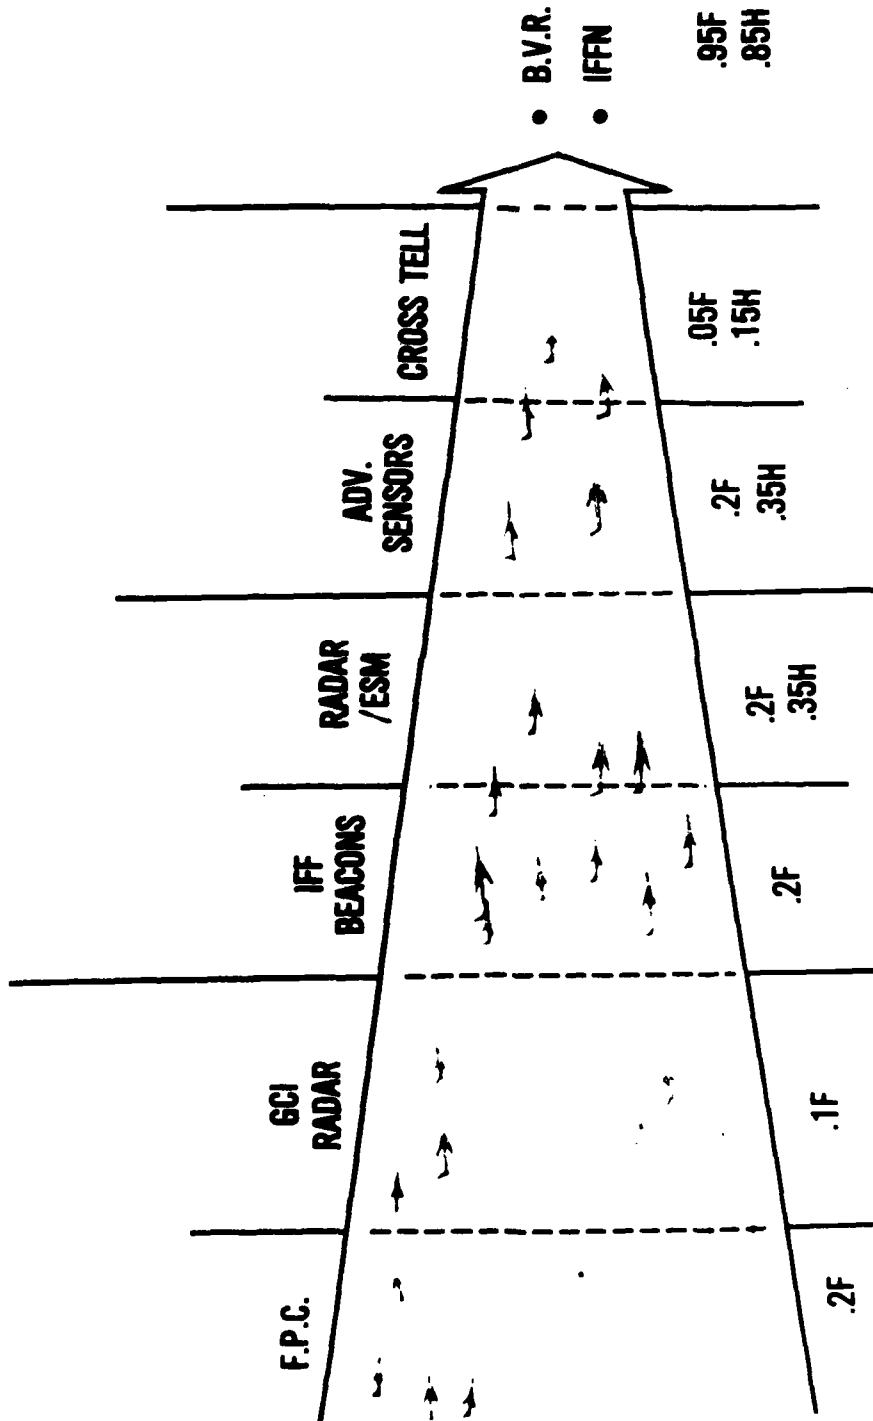 F.P.C.
GCI
RADAR
IFF
BEACONS
RADAR
/ESM
ADV.
SENSORS
CROSS TELL
• B.V.R.
• IFFN
.2F
.1F
.2F
.2F
.35H
.2F
.35H
.05F
.15H
.95F
.85H